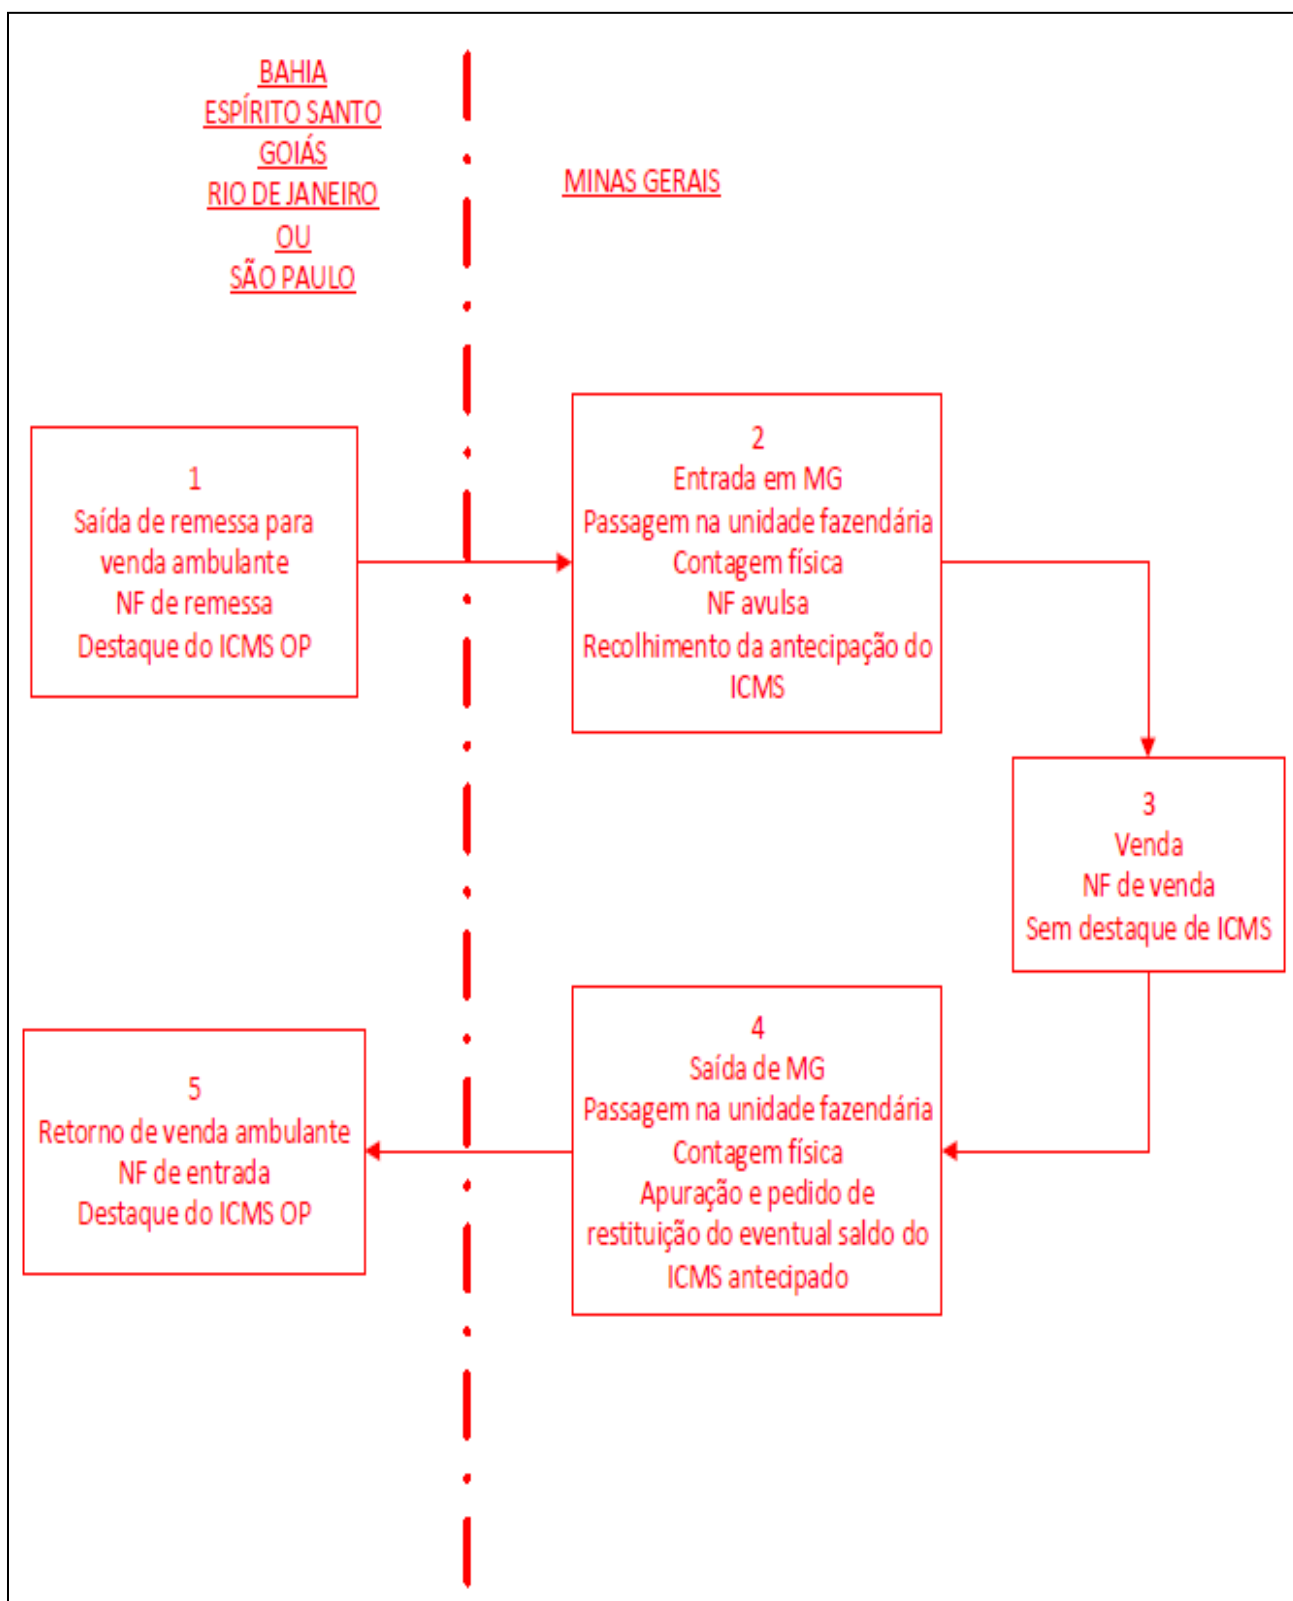 BAHIA
ESPÍRITO SANTO
GOIÁS
RIO DE JANEIRO
OU
SÃO PAULO
MINAS GERAIS
1
Saída de remessa para
venda ambulante
NF de remessa
Destaque do ICMS OP
2
Entrada em MG
Passagem na unidade fazendária
Contagem física
NF avulsa
Recolhimento da antecipação do
ICMS
3
Venda
NF de venda
Sem destaque de ICMS
4
Saída de MG
Passagem na unidade fazendária
Contagem física
Apuração e pedido de
restituição do eventual saldo do
ICMS antecipado
5
Retorno de venda ambulante
NF de entrada
Destaque do ICMS OP